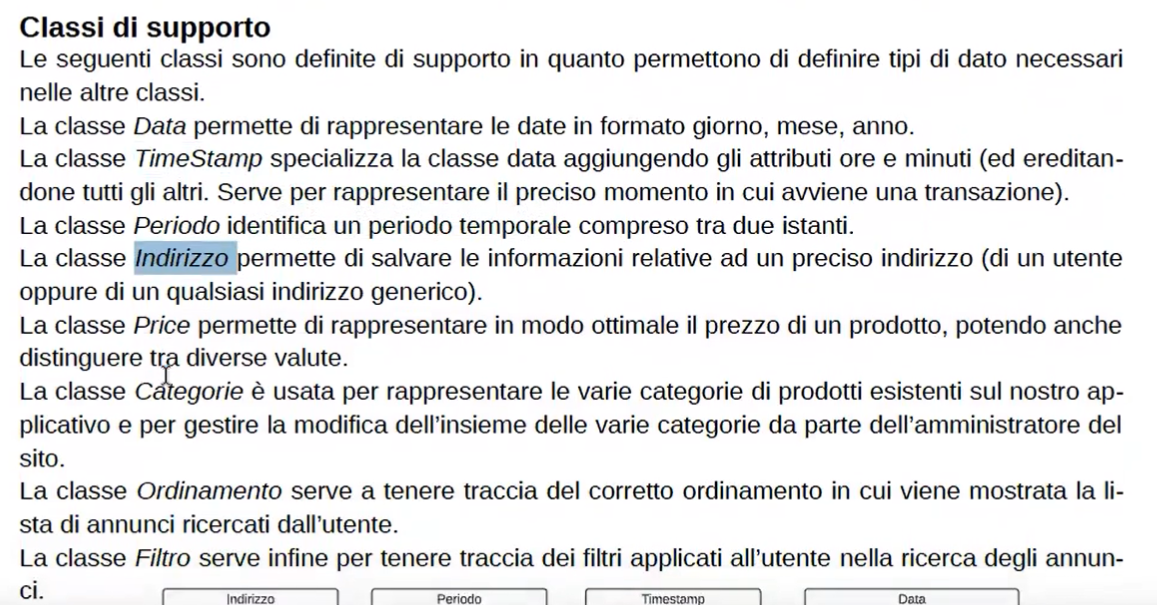 Classi di supporto
Le seguenti classi sono definite di supporto in quanto permettono di definire tipi di dato necessari
nelle altre classi.
La classe Data permette di rappresentare le date in formato giorno, mese, anno.
La classe TimeStamp specializza la classe data aggiungendo gli attributi ore e minuti (ed ereditan-
done tutti gli altri. Serve per rappresentare il preciso momento in cui avviene una transazione).
La classe Periodo identifica un periodo temporale compreso tra due istanti.
La classe Indirizzo permette di salvare le informazioni relative ad un preciso indirizzo (di un utente
oppure di un qualsiasi indirizzo generico).
La classe Price permette di rappresentare in modo ottimale il prezzo di un prodotto, potendo anche
distinguere tra diverse valute.
La classe Categorie è usata per rappresentare le varie categorie di prodotti esistenti sul nostro ap-
plicativo e per gestire la modifica dell’insieme delle varie categorie da parte dell’amministratore del
sito.
La classe Ordinamento serve a tenere traccia del corretto ordinamento in cui viene mostrata la li-
sta di annunci ricercati dall’utente.
La classe Filtro serve infine per tenere traccia dei filtri applicati all’utente nella ricerca degli annun-
ci.
Indirizzo Periodo Timestamp Data